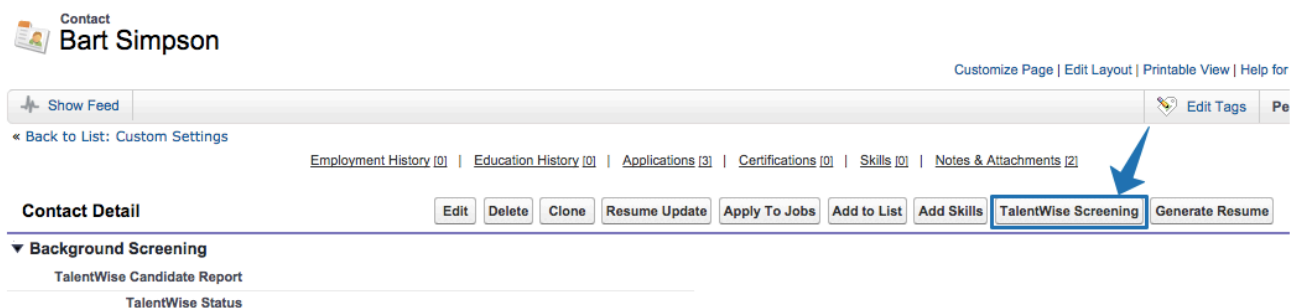 Contact
Bart Simpson
Customize Page | Edit Layout | Printable View | Help for
Show Feed
Edit Tags
Pe
« Back to List: Custom Settings
Employment History [0] | Education History [0] | Applications [3] | Certifications [0] | Skills [0] | Notes & Attachments [2]
Contact Detail
Edit Delete Clone Resume Update Apply To Jobs Add to List Add Skills TalentWise Screening Generate Resume
Background Screening
TalentWise Candidate Report
TalentWise Status